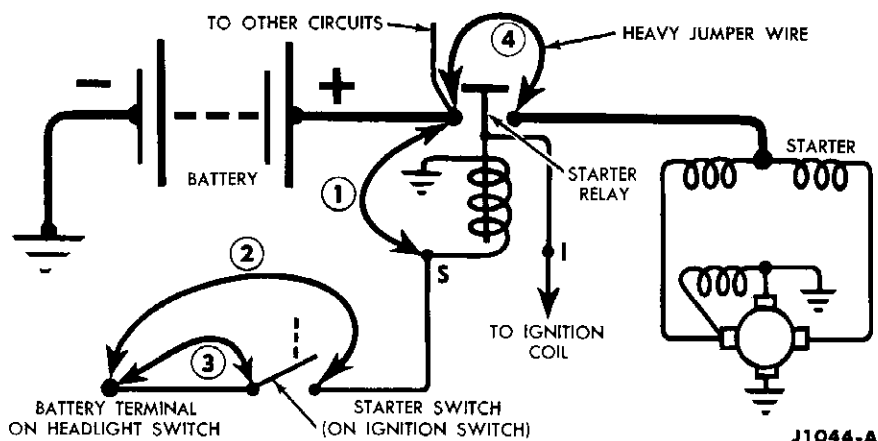 TO OTHER CIRCUITS
4
HEAVY JUMPER WIRE
−
+
BATTERY
STARTER
RELAY
STARTER
1
S
I
2
TO IGNITION
COIL
3
BATTERY TERMINAL
ON HEADLIGHT SWITCH
STARTER SWITCH
(ON IGNITION SWITCH)
J1044-A